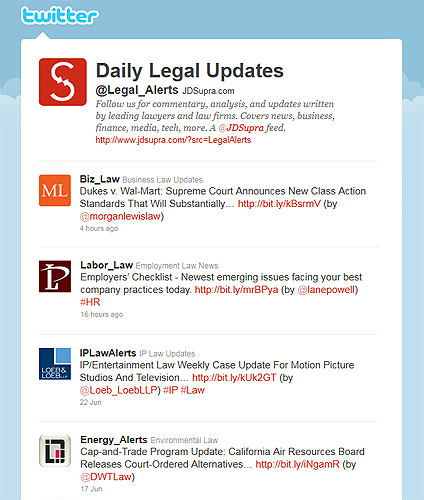 twitter
Daily Legal Updates
@Legal_Alerts JDSupra.com
Follow us for commentary, analysis, and updates written
by leading lawyers and law firms. Covers news, business,
finance, media, tech, more. A @JDSupra feed.
http://www.jdsupra.com/?src=LegalAlerts
ML
Biz_Law Business Law Updates
Dukes v. Wal-Mart: Supreme Court Announces New Class Action
Standards That Will Substantially… http://bit.ly/kBsrmV (by
@morganlewislaw)
4 hours ago
LP
Labor_Law Employment Law News
Employers' Checklist - Newest emerging issues facing your best
company practices today. http://bit.ly/mrBPya (by @lanepowell)
#HR
16 hours ago
LOEB &
LOEB LLP
IPLawAlerts IP Law Updates
IP/Entertainment Law Weekly Case Update For Motion Picture
Studios And Television… http://bit.ly/kUk2GT (by
@Loeb_LoebLLP) #IP #Law
22 Jun
Energy_Alerts Environmental Law
Cap-and-Trade Program Update: California Air Resources Board
Releases Court-Ordered Alternatives… http://bit.ly/iNgamR (by
@DWTLaw)
17 Jun